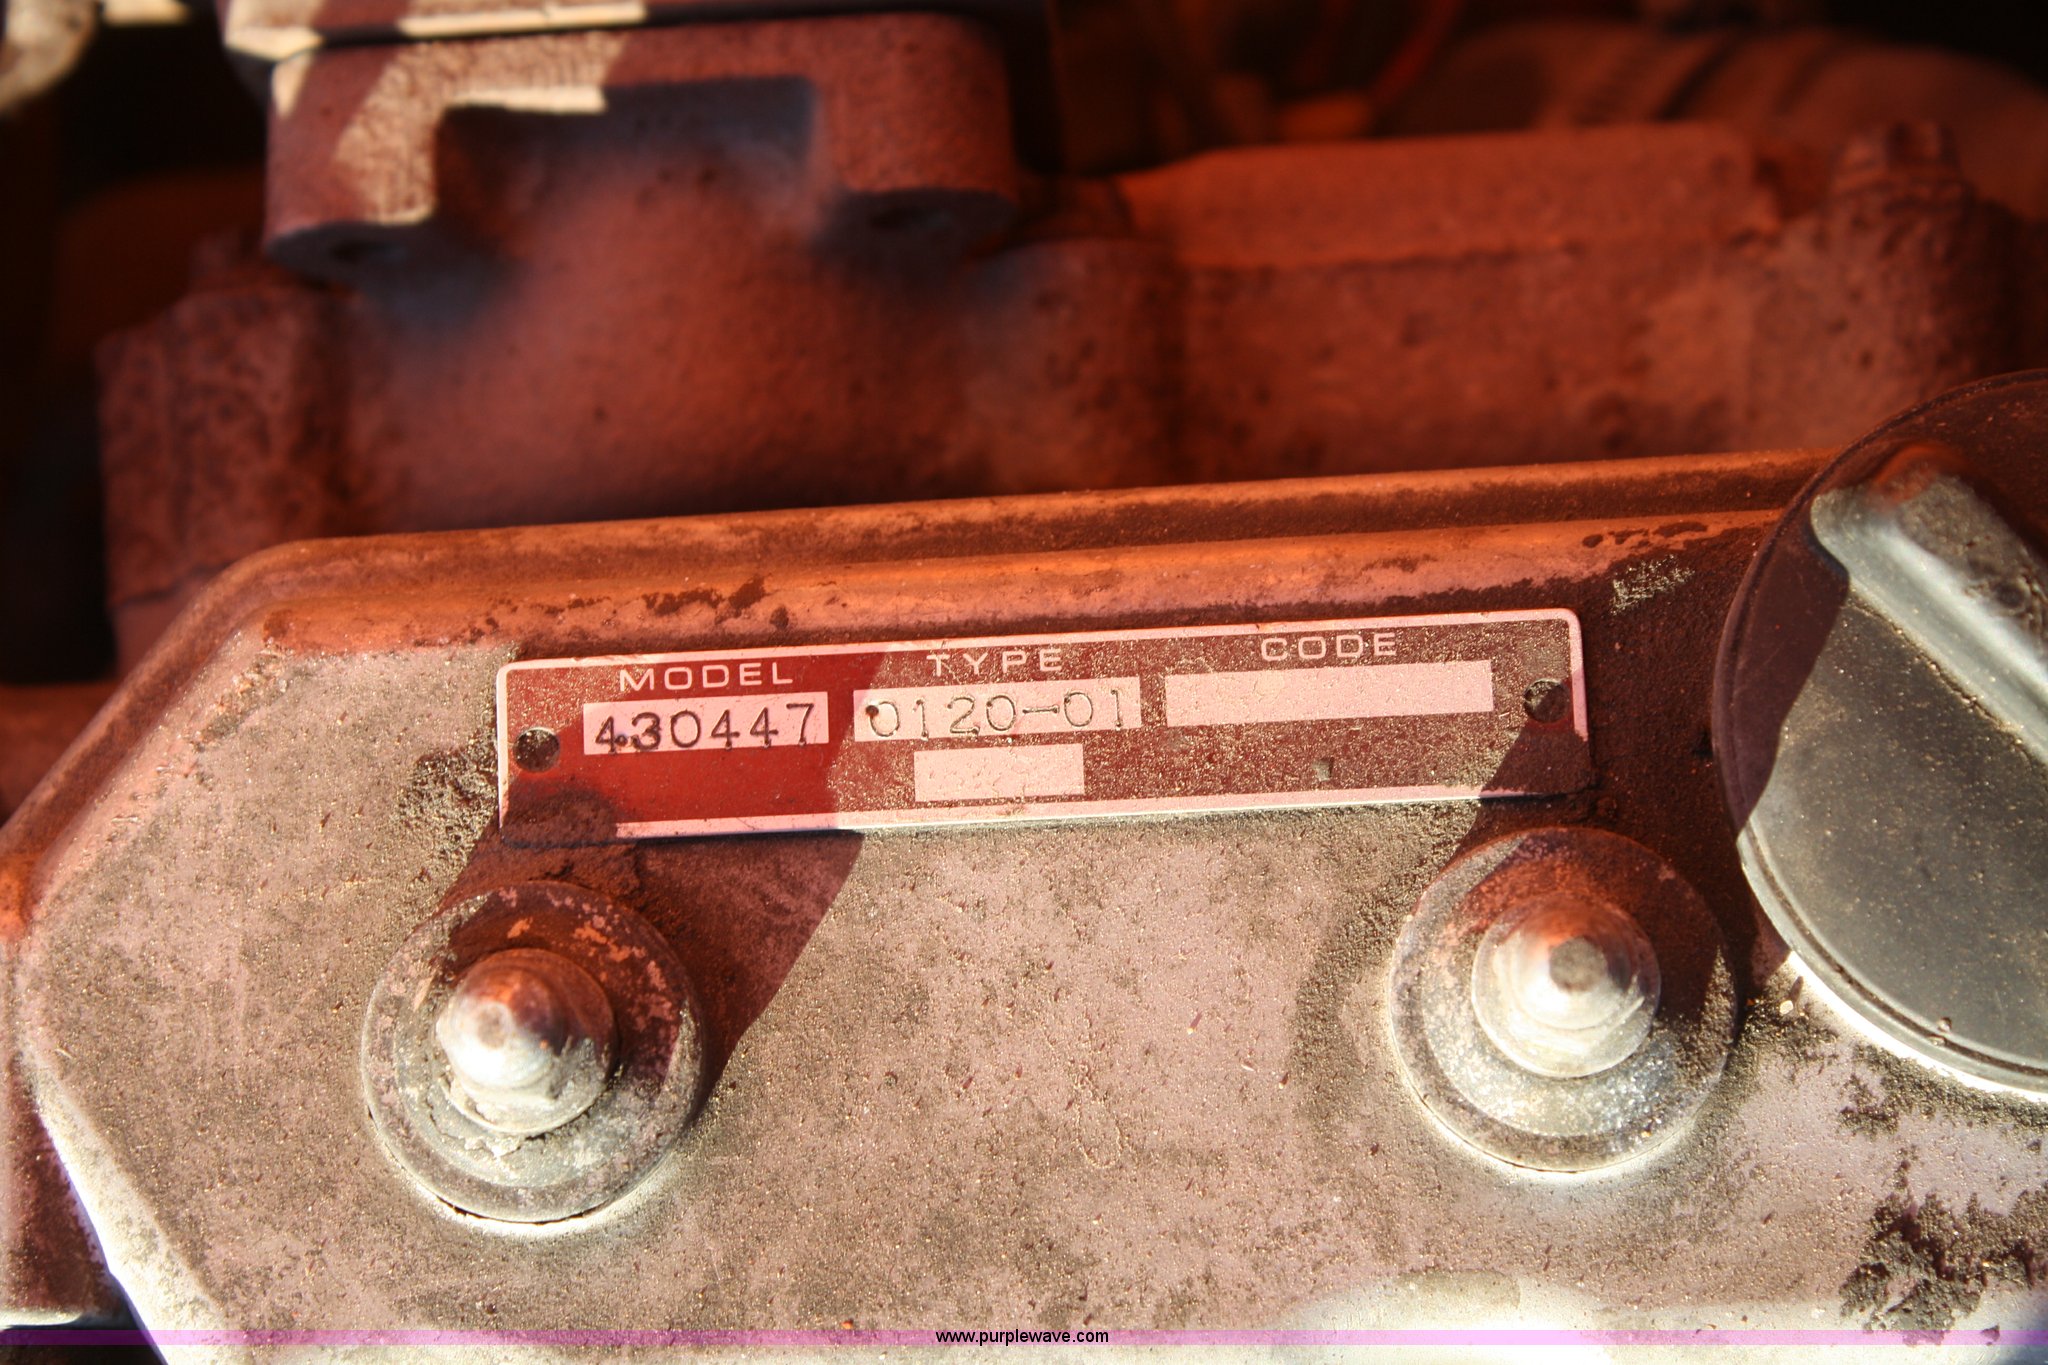 MODEL TYPE CODE
430447 0120-01
www.purplewave.com